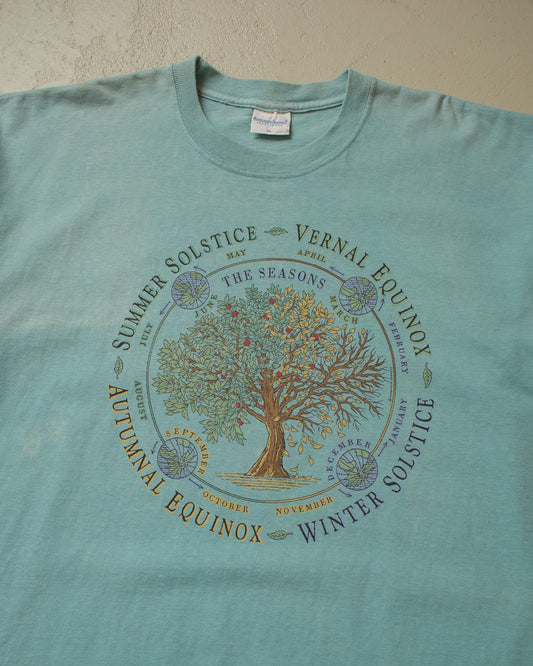 SUMMER SOLSTICE
VERNAL EQUINOX
MAY
APRIL
THE SEASONS
JUNE
MARCH
JULY
FEBRUARY
AUGUST
JANUARY
SEPTEMBER
DECEMBER
OCTOBER
NOVEMBER
AUTUMNAL EQUINOX
WINTER SOLSTICE